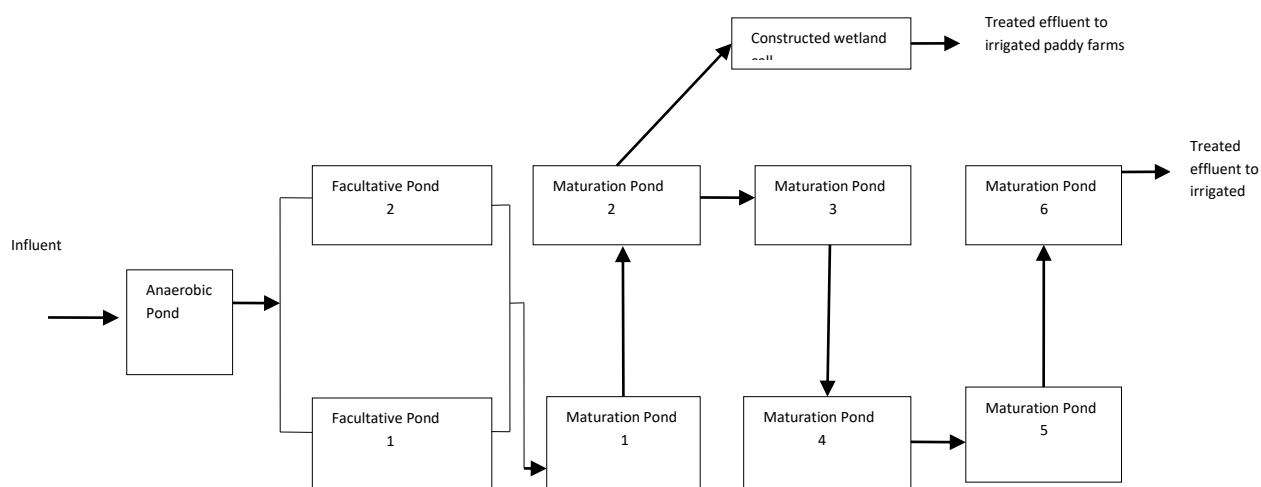 Treated effluent to
irrigated paddy farms
Constructed wetland
Treated
effluent to
irrigated
Facultative Pond
2
Maturation Pond
2
Maturation Pond
3
Maturation Pond
6
Influent
Anaerobic
Pond
Facultative Pond
1
Maturation Pond
1
Maturation Pond
4
Maturation Pond
5